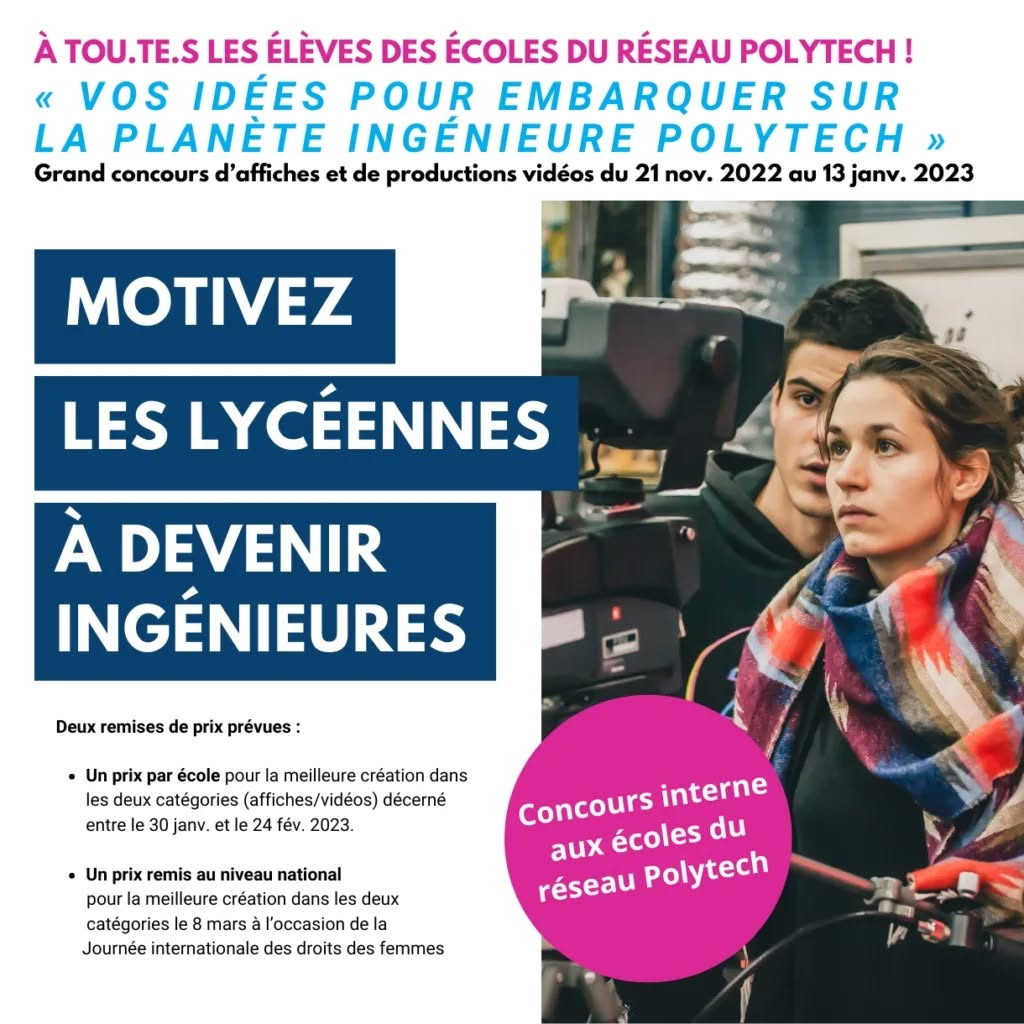 À TOU.TE.S LES ÉLÈVES DES ÉCOLES DU RÉSEAU POLYTECH !
« VOS IDÉES POUR EMBARQUER SUR
LA PLANÈTE INGÉNIEURE POLYTECH »
Grand concours d'affiches et de productions vidéos du 21 nov. 2022 au 13 janv. 2023
MOTIVEZ
LES LYCÉENNES
À DEVENIR
INGÉNIEURES
Deux remises de prix prévues :
• Un prix par école pour la meilleure création dans
les deux catégories (affiches/vidéos) décerné
entre le 30 janv. et le 24 fév. 2023.
• Un prix remis au niveau national
pour la meilleure création dans les deux
catégories le 8 mars à l'occasion de la
Journée internationale des droits des femmes
Concours interne
aux écoles du
réseau Polytech